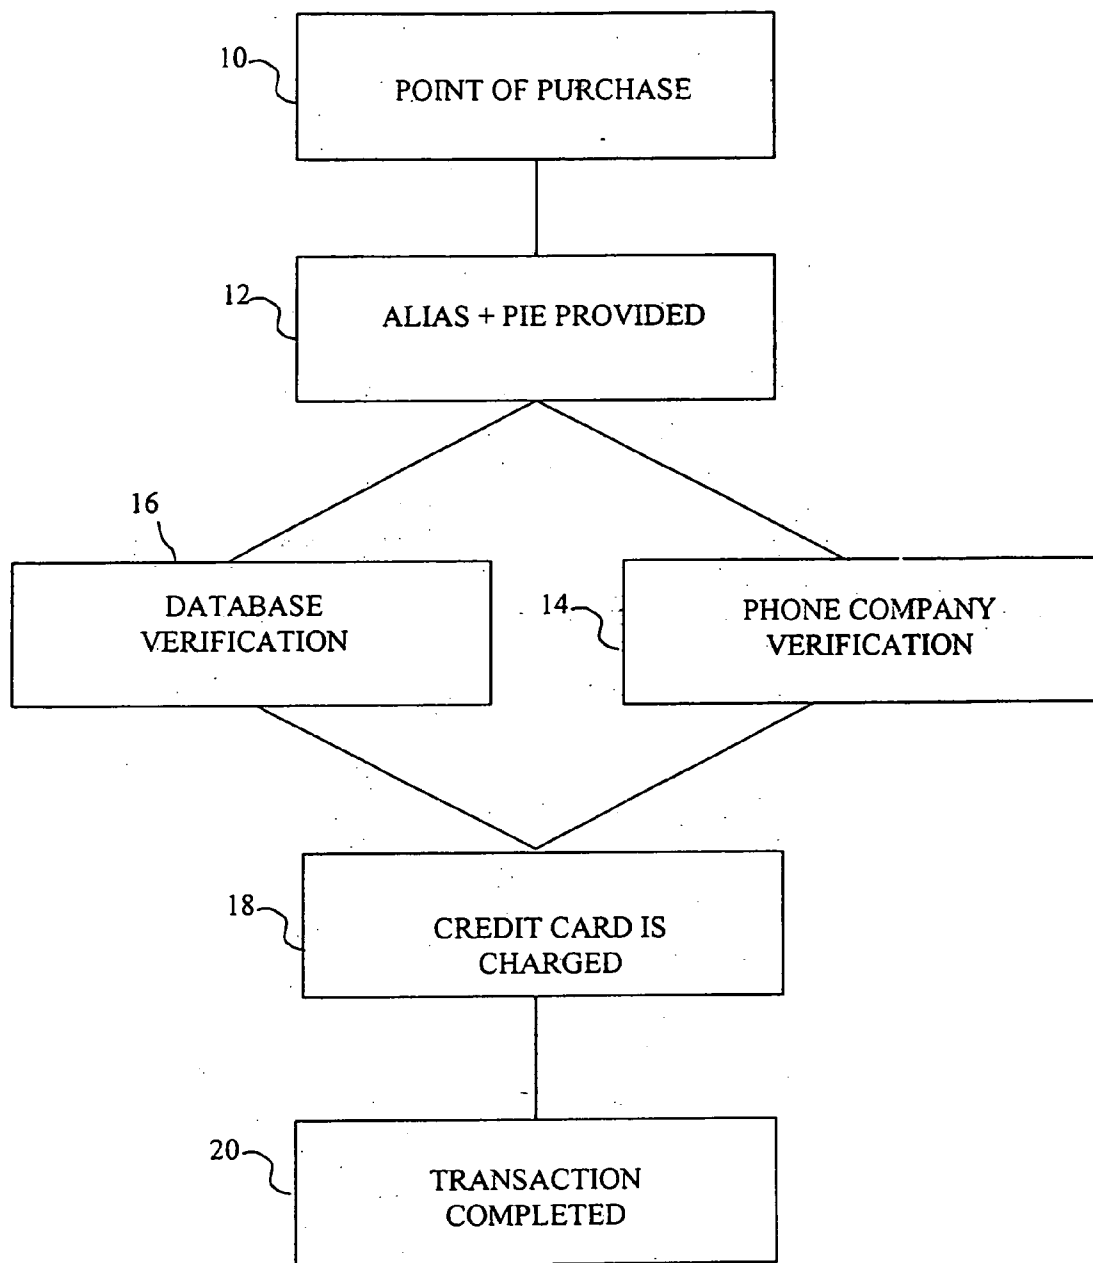 10
POINT OF PURCHASE
12
ALIAS + PIE PROVIDED
16
DATABASE
VERIFICATION
14
PHONE COMPANY
VERIFICATION
18
CREDIT CARD IS
CHARGED
20
TRANSACTION
COMPLETED